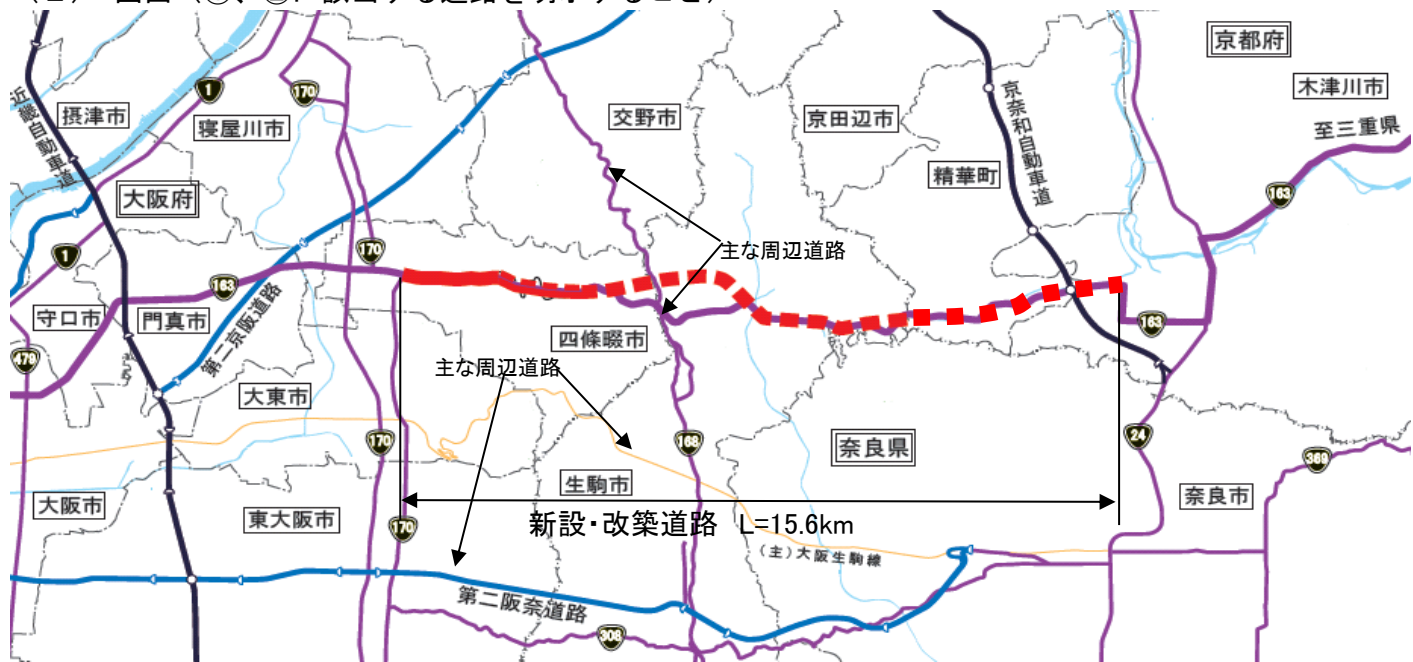 京都府
1
170
木津川市
近畿自動車道
摂津市
寝屋川市
交野市
京田辺市
京奈和自動車道
至三重県
精華町
大阪府
163
1
170
主な周辺道路
163
守口市
門真市
第二京阪道路
163
四條畷市
479
主な周辺道路
大東市
170
168
奈良県
24
369
大阪市
生駒市
奈良市
東大阪市
170
新設・改築道路 L=15.6km
(主)大阪生駒線
第二阪奈道路
308